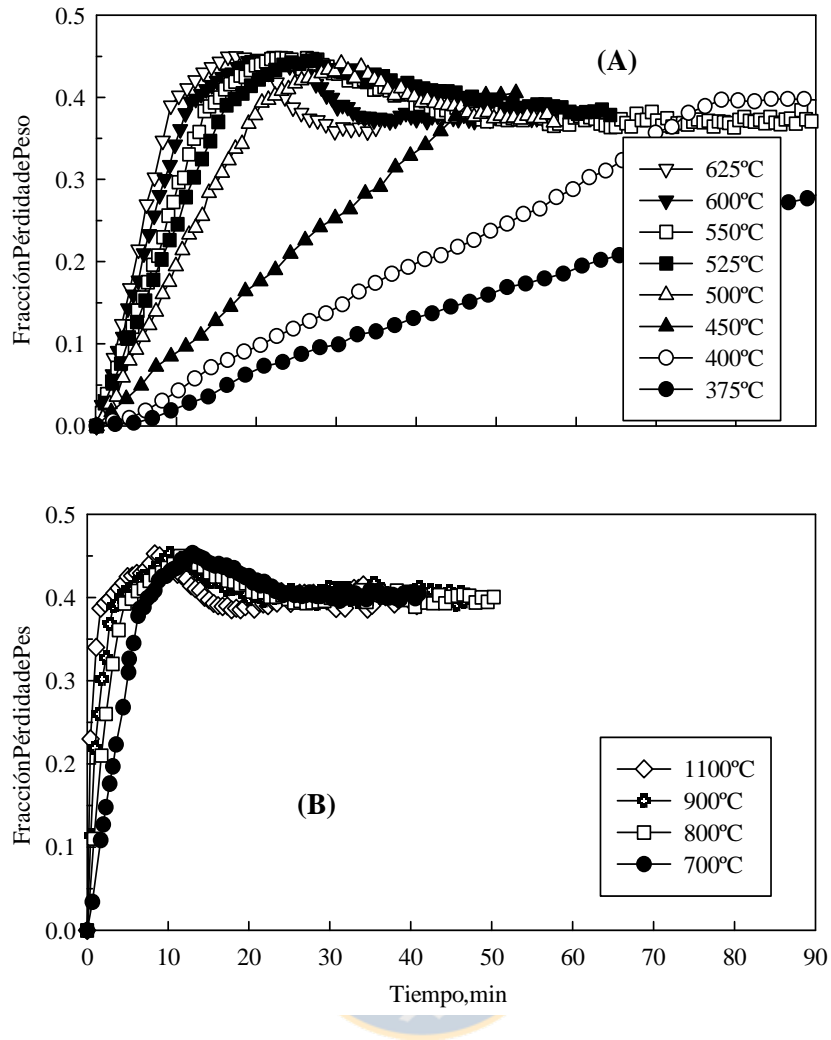 0.5
0.4
0.3
0.2
0.1
0.0
FracciónPérdidadePeso
(A)
625ºC
600ºC
550ºC
525ºC
500ºC
450ºC
400ºC
375ºC
0.5
0.4
0.3
0.2
0.1
0.0
FracciónPérdidadePes
(B)
1100ºC
900ºC
800ºC
700ºC
0 10 20 30 40 50 60 70 80 90
Tiempo,min